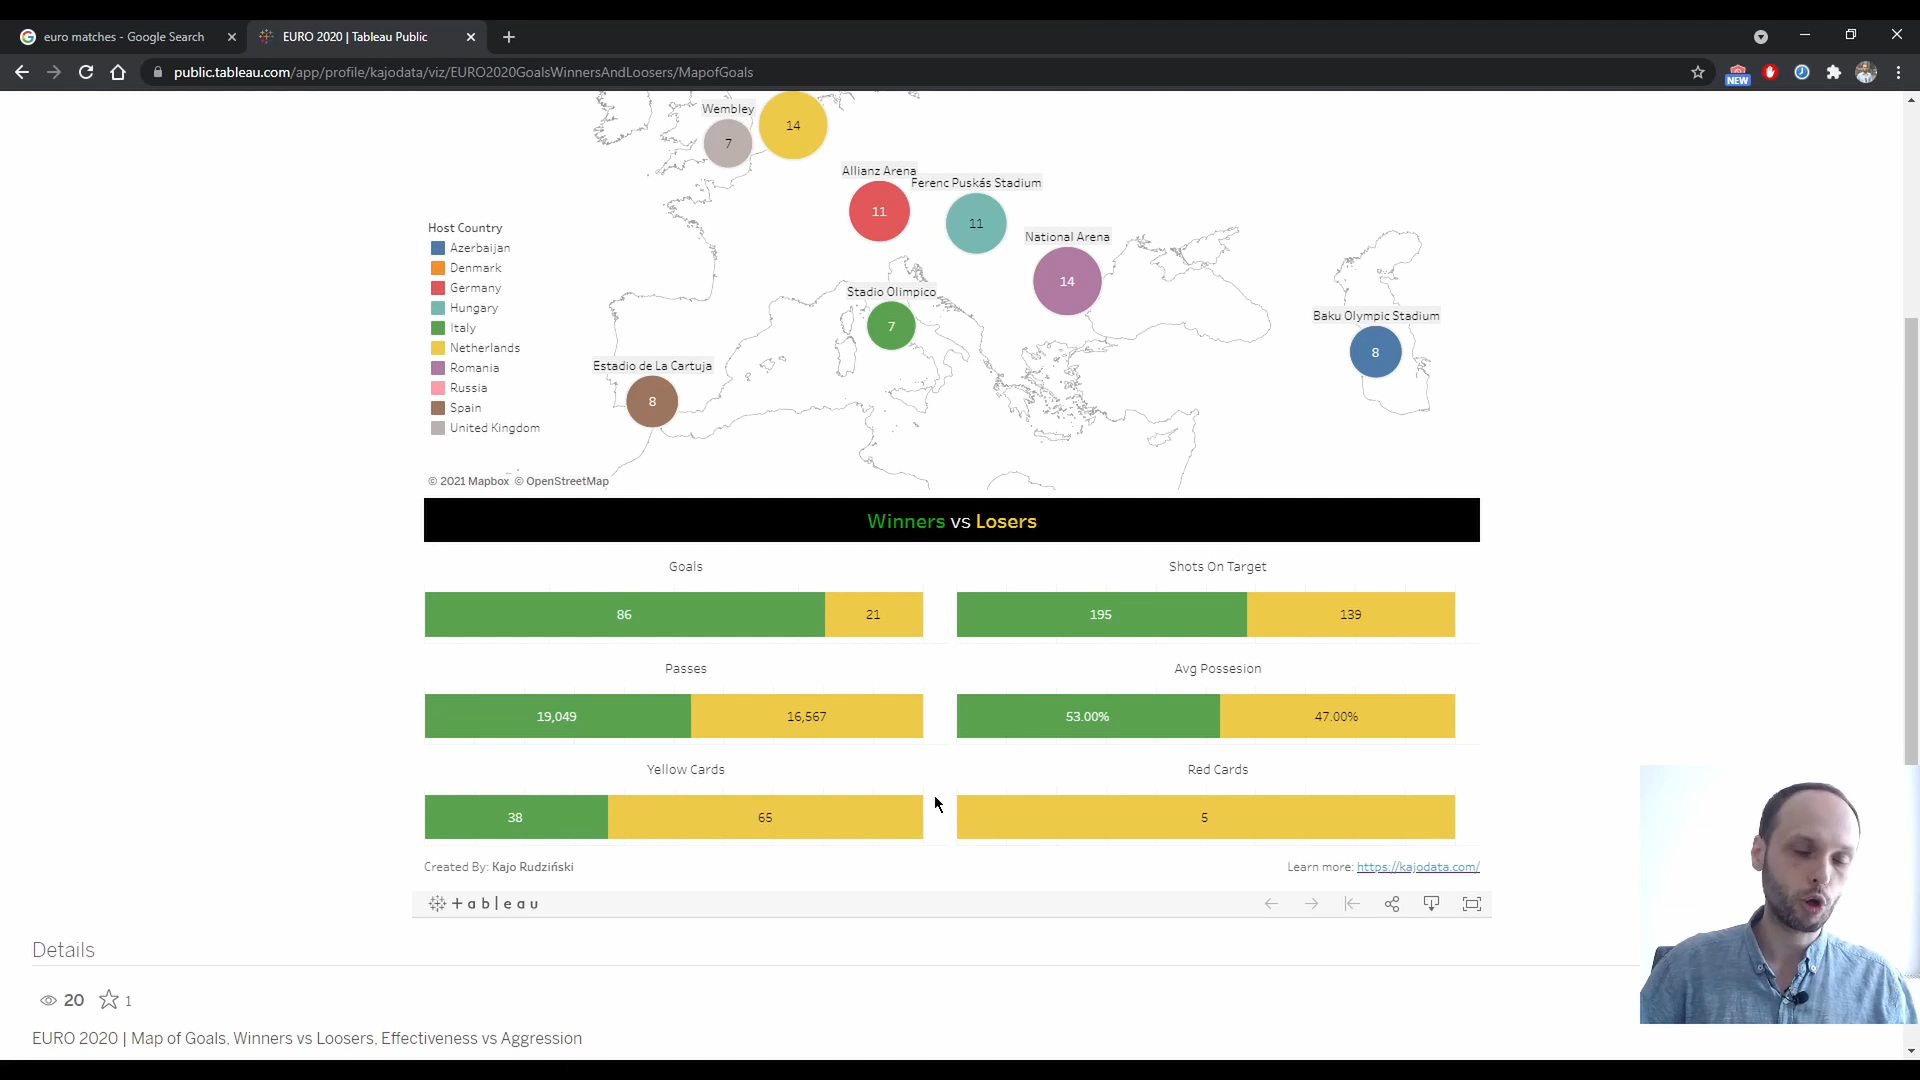 euro matches - Google Search
EURO 2020 | Tableau Public
public.tableau.com/app/profile/kajodata/viz/EURO2020GoalsWinnersAndLoosers/MapofGoals
NEW
Wembley
7
14
Allianz Arena
11
Ferenc Puskás Stadium
11
National Arena
14
Host Country
Azerbaijan
Denmark
Germany
Hungary
Italy
Netherlands
Romania
Russia
Spain
United Kingdom
Stadio Olimpico
7
Baku Olympic Stadium
8
Estadio de La Cartuja
8
© 2021 Mapbox © OpenStreetMap
Winners vs Losers
Goals
86 21
Shots On Target
195 139
Passes
19,049 16,567
Avg Possesion
53.00% 47.00%
Yellow Cards
38 65
Red Cards
5
Created By: Kajo Rudziński
Learn more: https://kajodata.com/
+ a b | e a u
Details
20 1
EURO 2020 | Map of Goals, Winners vs Loosers, Effectiveness vs Aggression